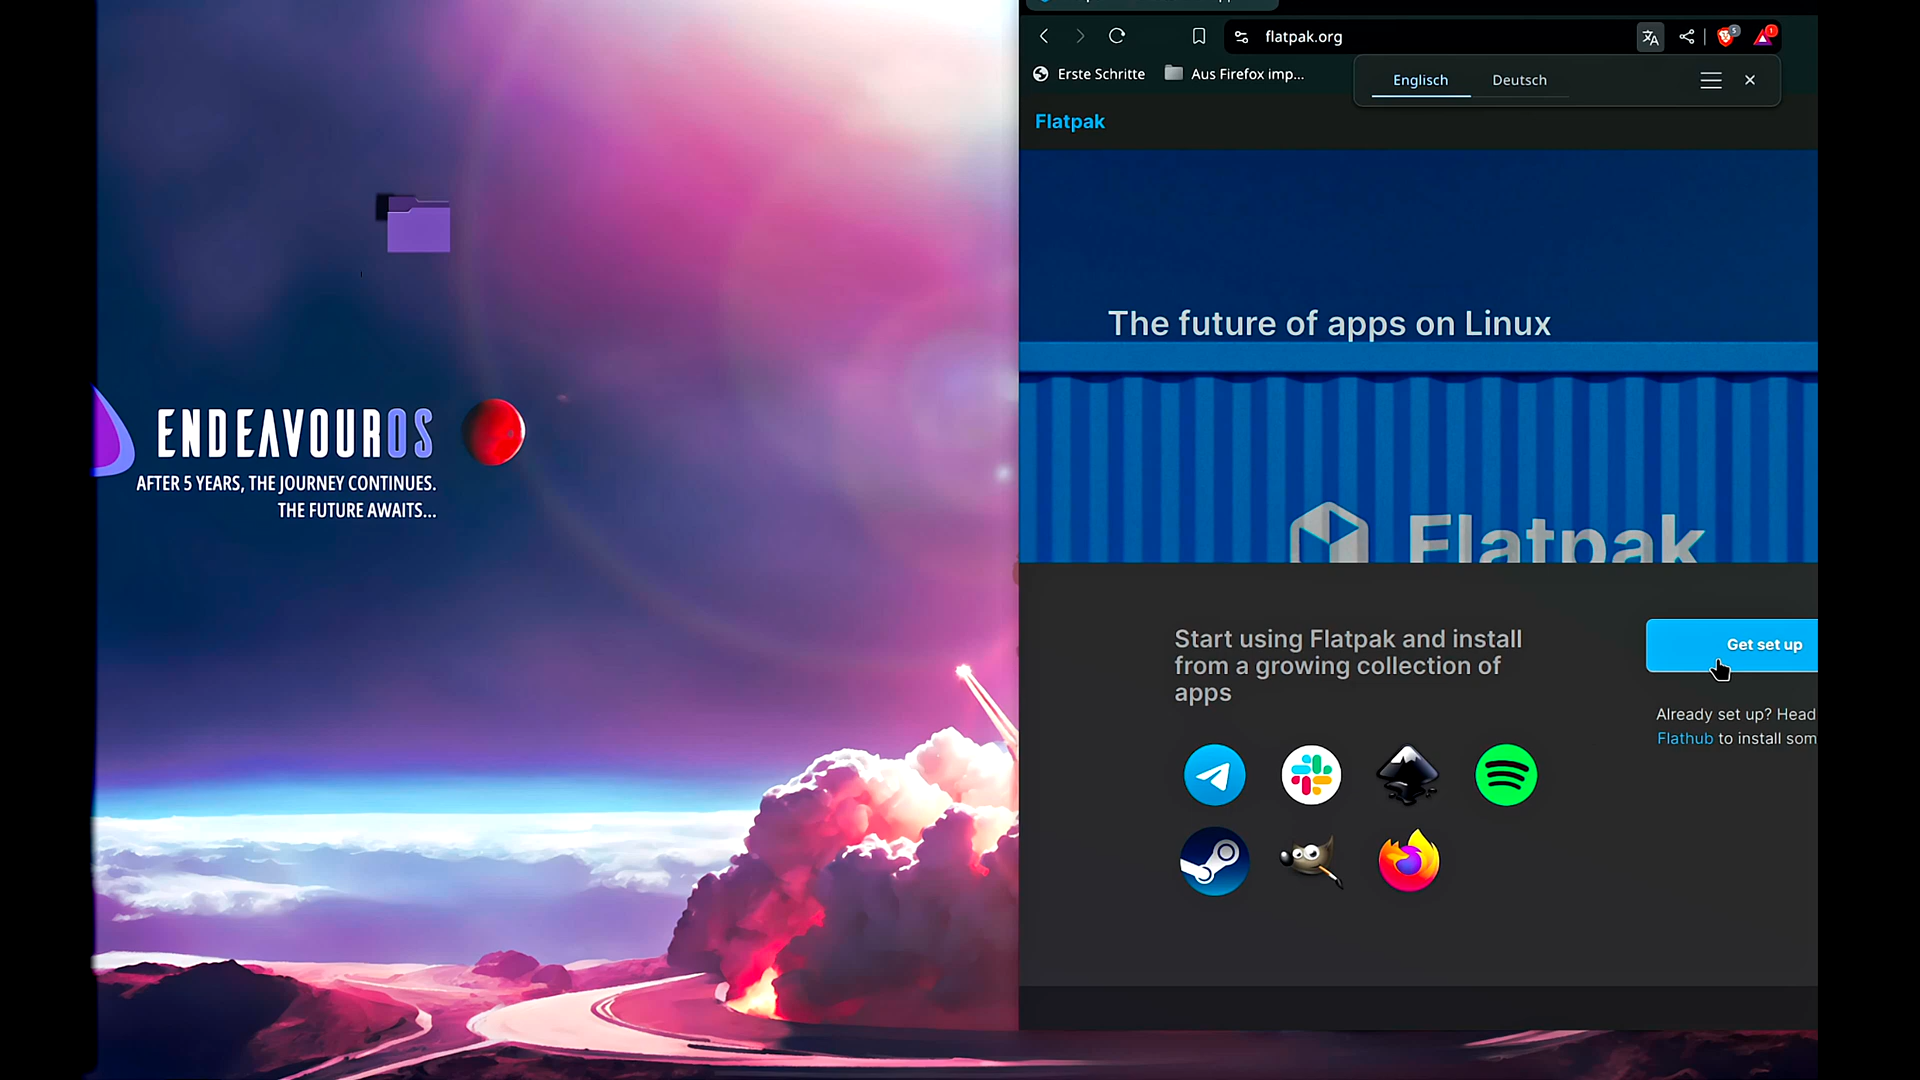 ENDEAVOUROS
AFTER 5 YEARS, THE JOURNEY CONTINUES.
THE FUTURE AWAITS...
flatpak.org
5
1
Erste Schritte
Aus Firefox imp...
Englisch
Deutsch
Flatpak
The future of apps on Linux
Flatpak
Start using Flatpak and install
from a growing collection of
apps
Get set up
Already set up? Head
Flathub to install som